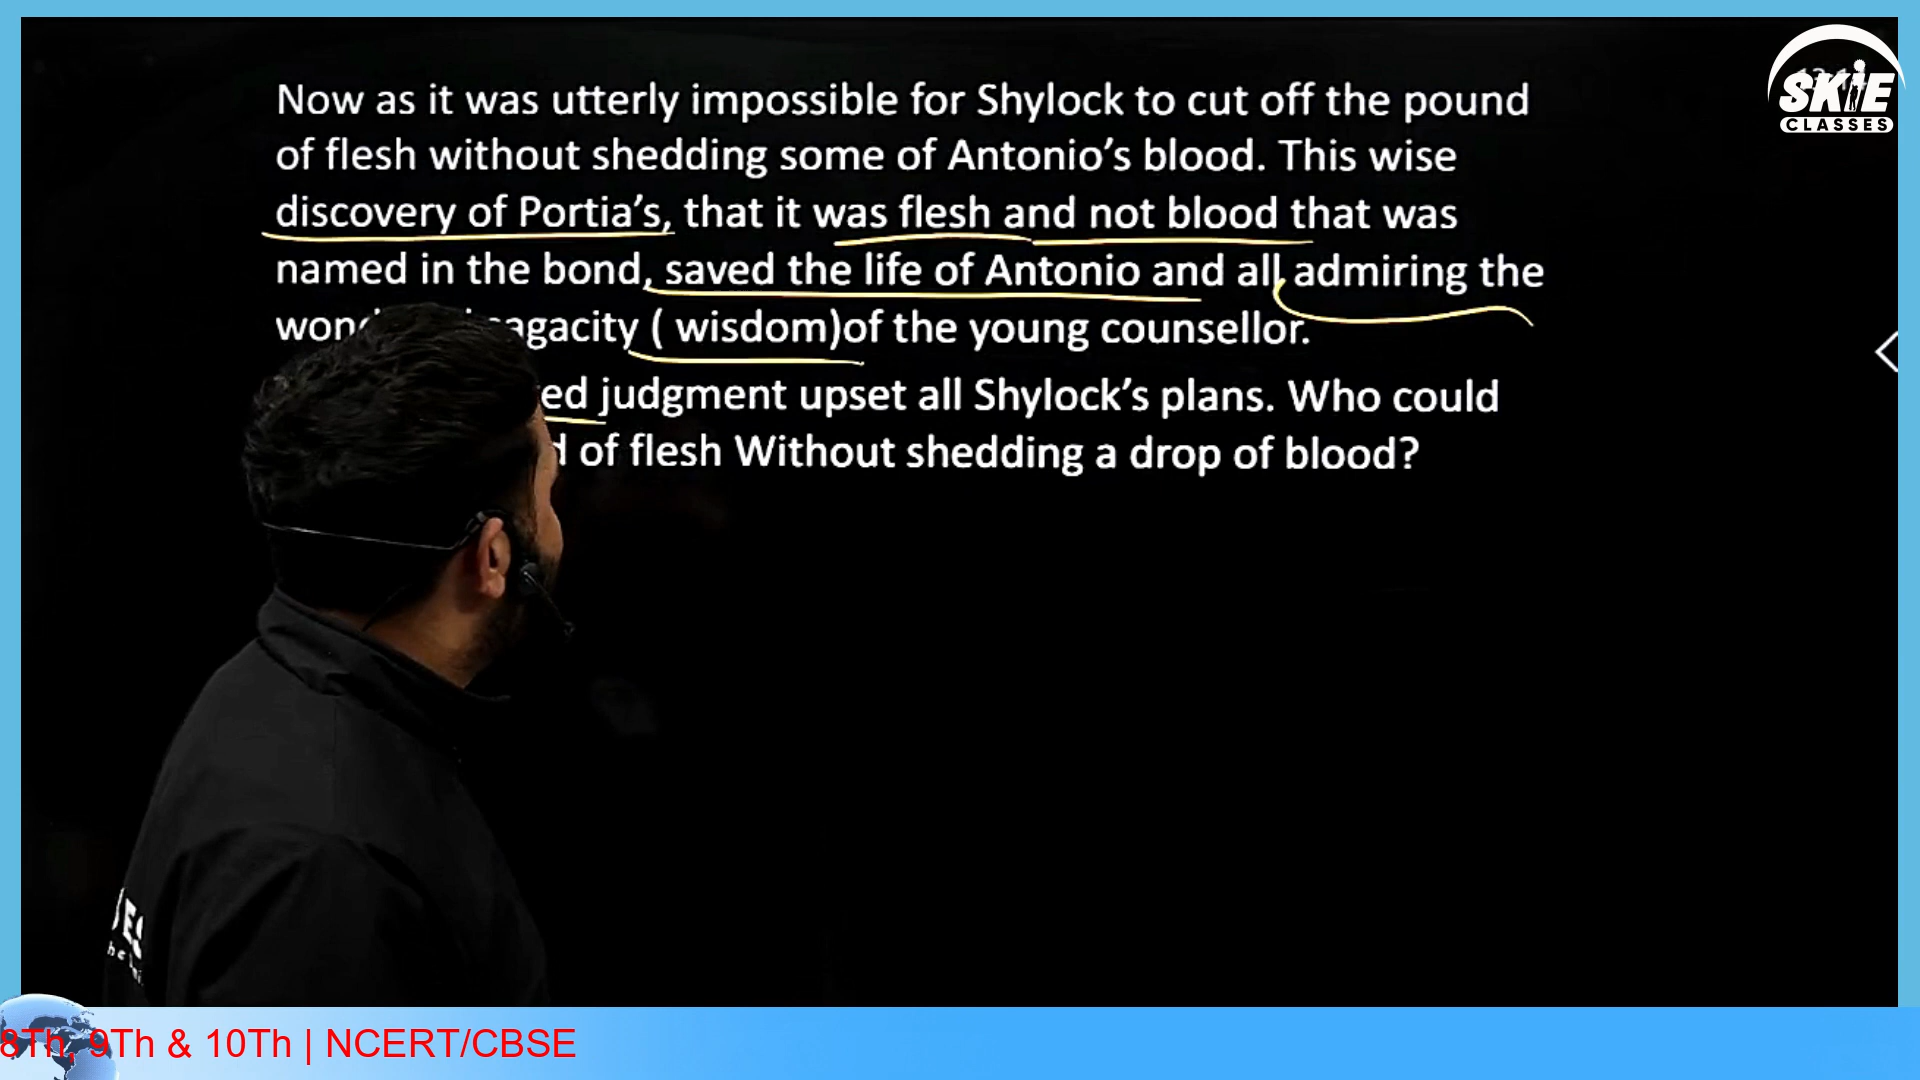 Now as it was utterly impossible for Shylock to cut off the pound
of flesh without shedding some of Antonio's blood. This wise
discovery of Portia's, that it was flesh and not blood that was
named in the bond, saved the life of Antonio and all admiring the
sagacity ( wisdom)of the young counsellor.
judgment upset all Shylock's plans. Who could
of flesh Without shedding a drop of blood?
SKiE
CLASSES
8Th, 9Th & 10Th | NCERT/CBSE